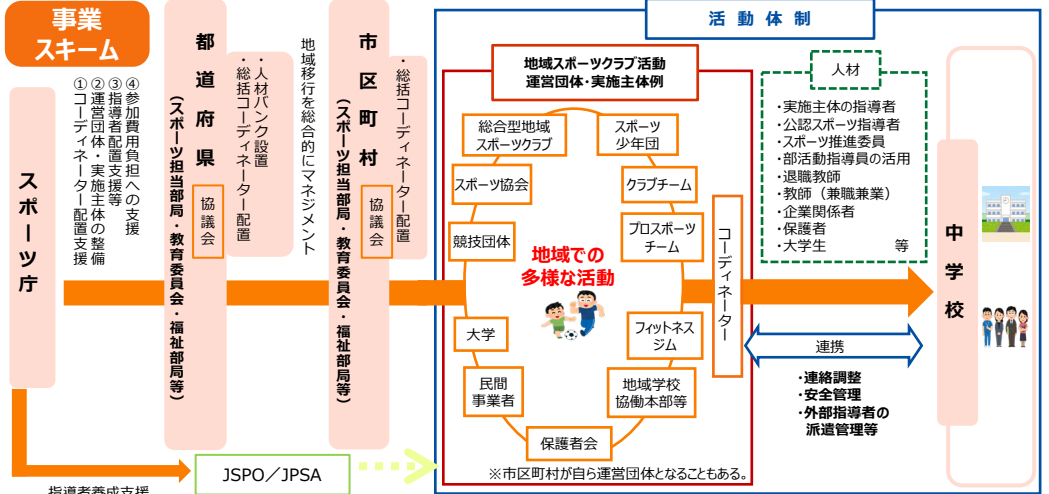 事業
スキーム
スポーツ庁
①コーディネーター配置支援
②運営団体・実施主体の整備
③指導者配置支援等
④参加費用負担への支援
都道府県
（スポーツ担当部局・教育委員会・福祉部局等）
協議会
・人材バンク設置
・総括コーディネーター配置
地域移行を総合的にマネジメント
市区町村
（スポーツ担当部局・教育委員会・福祉部局等）
協議会
・総括コーディネーター配置
指導者養成支援
JSPO／JPSA
活動体制
地域スポーツクラブ活動
運営団体・実施主体例
総合型地域
スポーツクラブ
スポーツ
少年団
スポーツ協会
クラブチーム
競技団体
プロスポーツ
チーム
地域での
多様な活動
大学
フィットネス
ジム
民間
事業者
地域学校
協働本部等
保護者会
※市区町村が自ら運営団体となることもある。
コーディネーター
人材
・実施主体の指導者
・公認スポーツ指導者
・スポーツ推進委員
・部活動指導員の活用
・退職教師
・教師（兼職兼業）
・企業関係者
・保護者
・大学生 等
連携
・連絡調整
・安全管理
・外部指導者の
派遣管理等
中学校